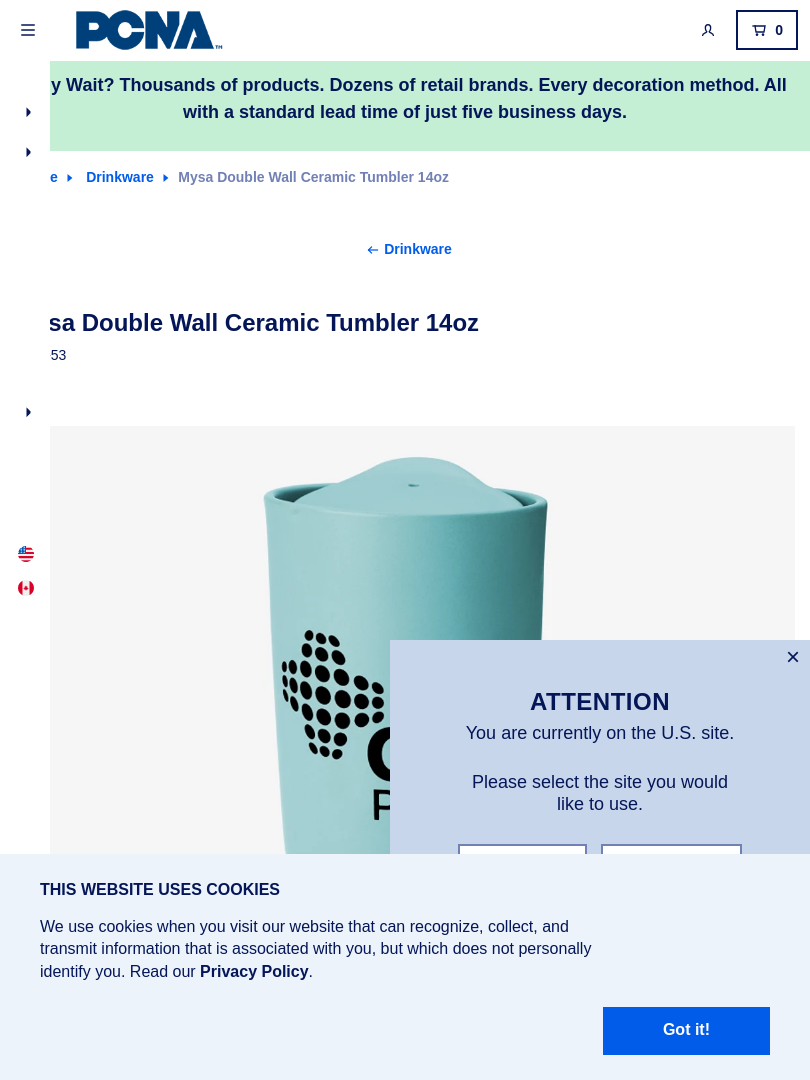 PCNA™
0
y Wait? Thousands of products. Dozens of retail brands. Every decoration method. All
with a standard lead time of just five business days.
e Drinkware Mysa Double Wall Ceramic Tumbler 14oz
← Drinkware
sa Double Wall Ceramic Tumbler 14oz
53
ATTENTION
You are currently on the U.S. site.
Please select the site you would
like to use.
THIS WEBSITE USES COOKIES
We use cookies when you visit our website that can recognize, collect, and
transmit information that is associated with you, but which does not personally
identify you. Read our Privacy Policy.
Got it!